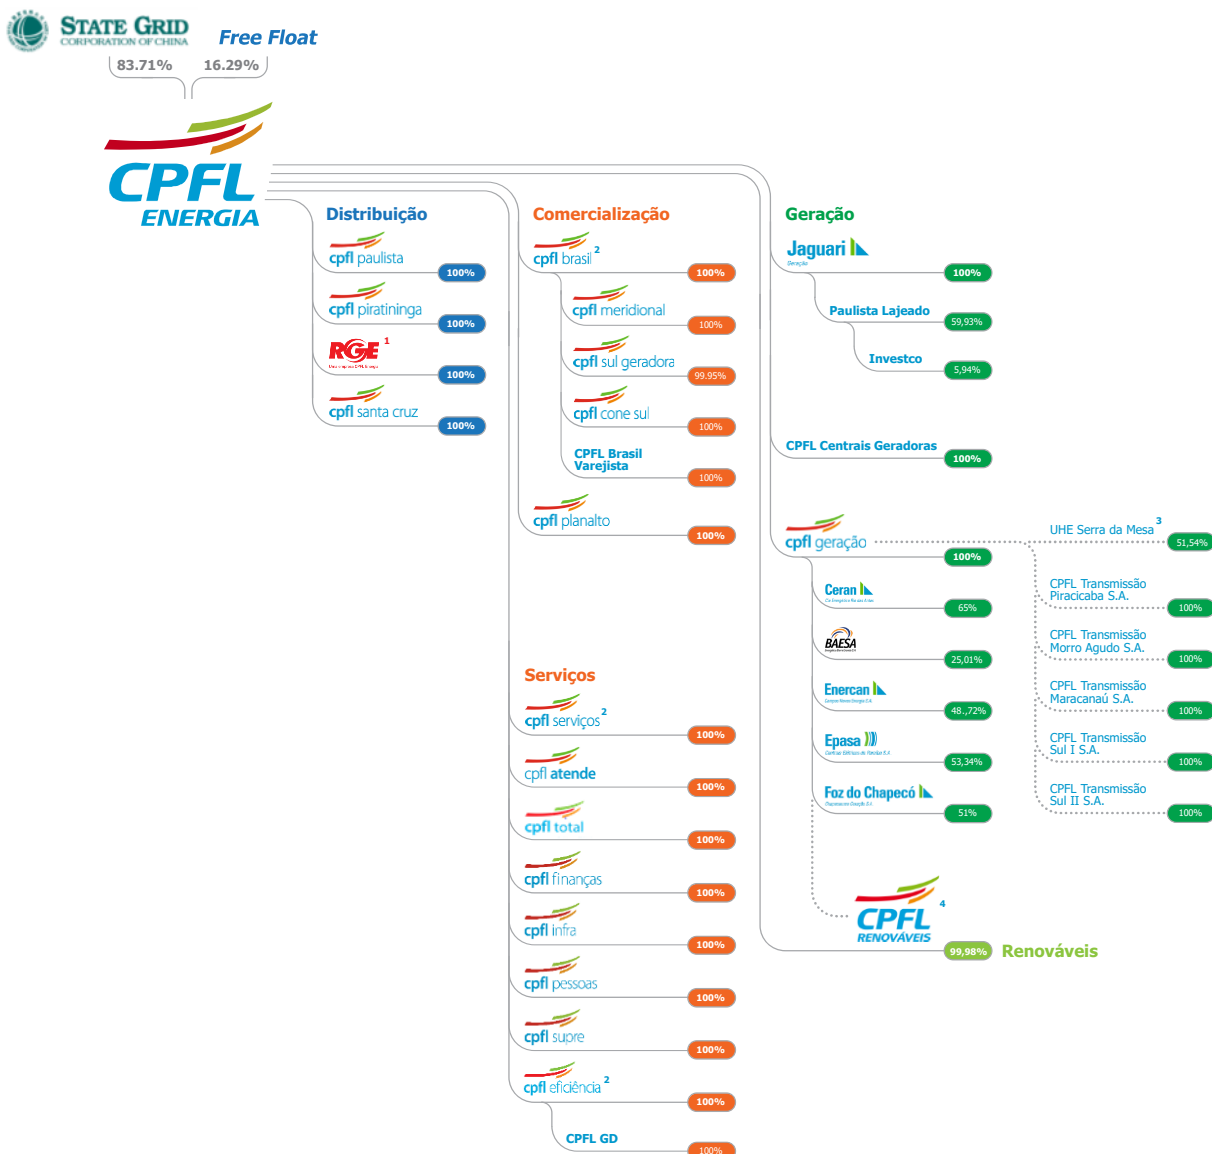 STATE GRID
CORPORATION OF CHINA
Free Float
83.71%
16.29%
CPFL
ENERGIA
Distribuição
cpfl paulista
100%
cpfl piratininga
100%
RGE 1
100%
cpfl santa cruz
100%
Comercialização
cpfl brasil 2
100%
cpfl meridional
100%
cpfl sul geradora
99.95%
cpfl cone sul
100%
CPFL Brasil
Varejista
100%
cpfl planalto
100%
Serviços
cpfl serviços 2
100%
cpfl atende
100%
cpfl total
100%
cpfl finanças
100%
cpfl infra
100%
cpfl pessoas
100%
cpfl supre
100%
cpfl eficiência 2
100%
CPFL GD
100%
Geração
Jaguari
Geração
100%
Paulista Lajeado
59,93%
Investco
5,94%
CPFL Centrais Geradoras
100%
cpfl geração
100%
Ceran
65%
BAESA
25,01%
Enercan
48.,72%
Epasa
53,34%
Foz do Chapecó
51%
UHE Serra da Mesa 3
51,54%
CPFL Transmissão
Piracicaba S.A.
100%
CPFL Transmissão
Morro Agudo S.A.
100%
CPFL Transmissão
Maracanaú S.A.
100%
CPFL Transmissão
Sul I S.A.
100%
CPFL Transmissão
Sul II S.A.
100%
CPFL 4
RENOVÁVEIS
99,98%
Renováveis